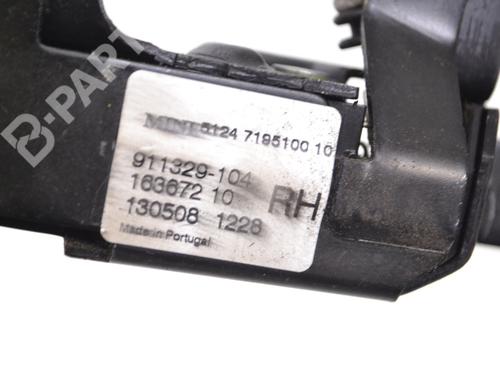 MINI 5124 7195100 10
911329-104
163672 10
130508 1228
RH
Made in Portugal
B-PARTS